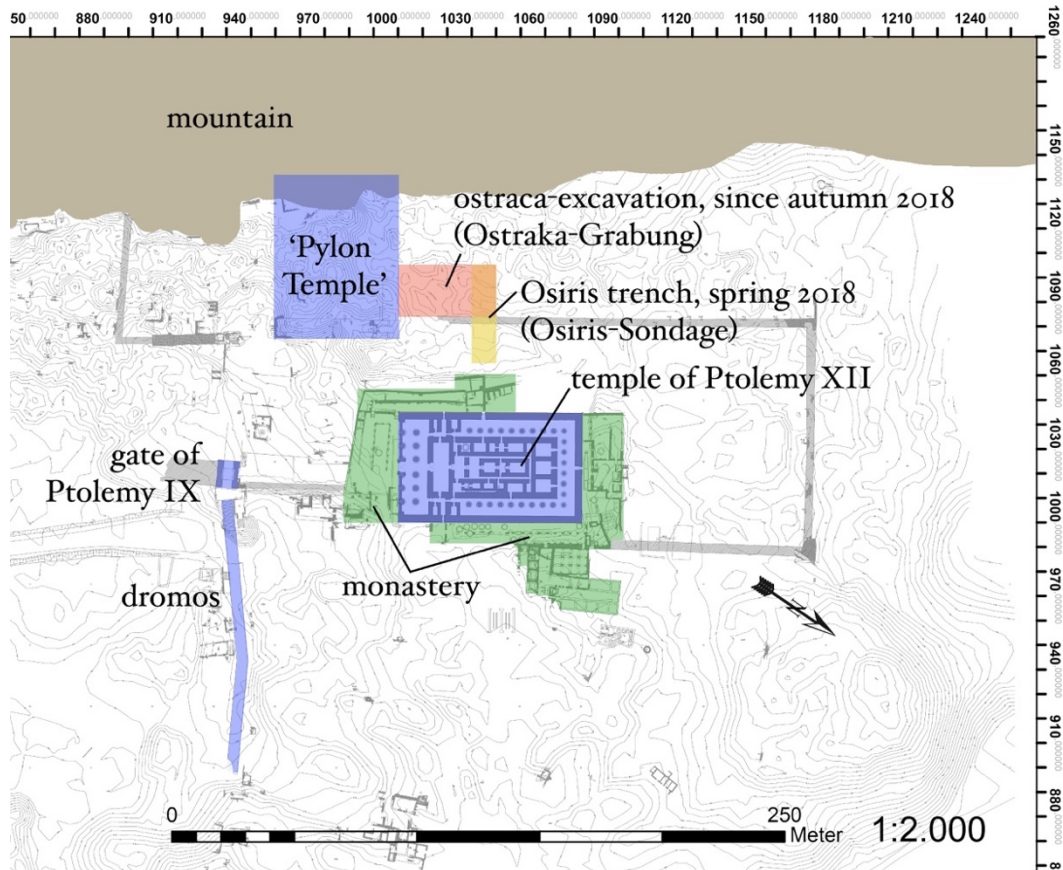 50 880 910 940 970 1000 1030 1060 1090 1120 1150 1180 1210 1240 1260
mountain
1150
1120
1090
1060
1030
1000
970
940
910
880
8
ostraca-excavation, since autumn 2018
(Ostraka-Grabung)
‘Pylon
Temple’
Osiris trench, spring 2018
(Osiris-Sondage)
temple of Ptolemy XII
gate of
Ptolemy IX
monastery
dromos
0 250
Meter 1:2.000